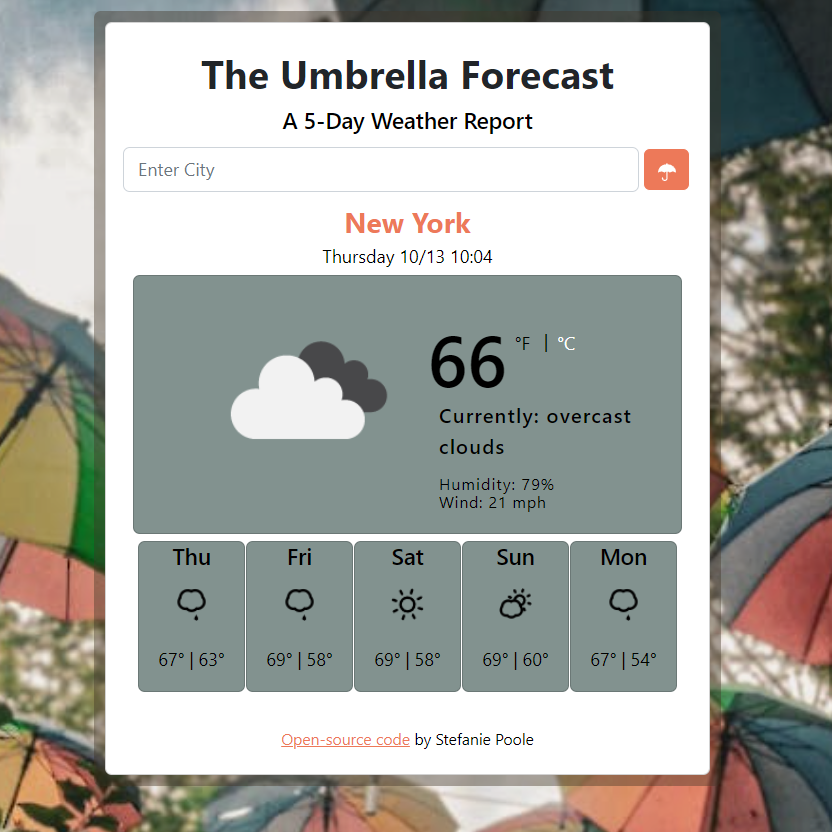 The Umbrella Forecast
A 5-Day Weather Report
Enter City
New York
Thursday 10/13 10:04
66 °F | °C
Currently: overcast
clouds
Humidity: 79%
Wind: 21 mph
Thu Fri Sat Sun Mon
67° | 63° 69° | 58° 69° | 58° 69° | 60° 67° | 54°
Open-source code by Stefanie Poole